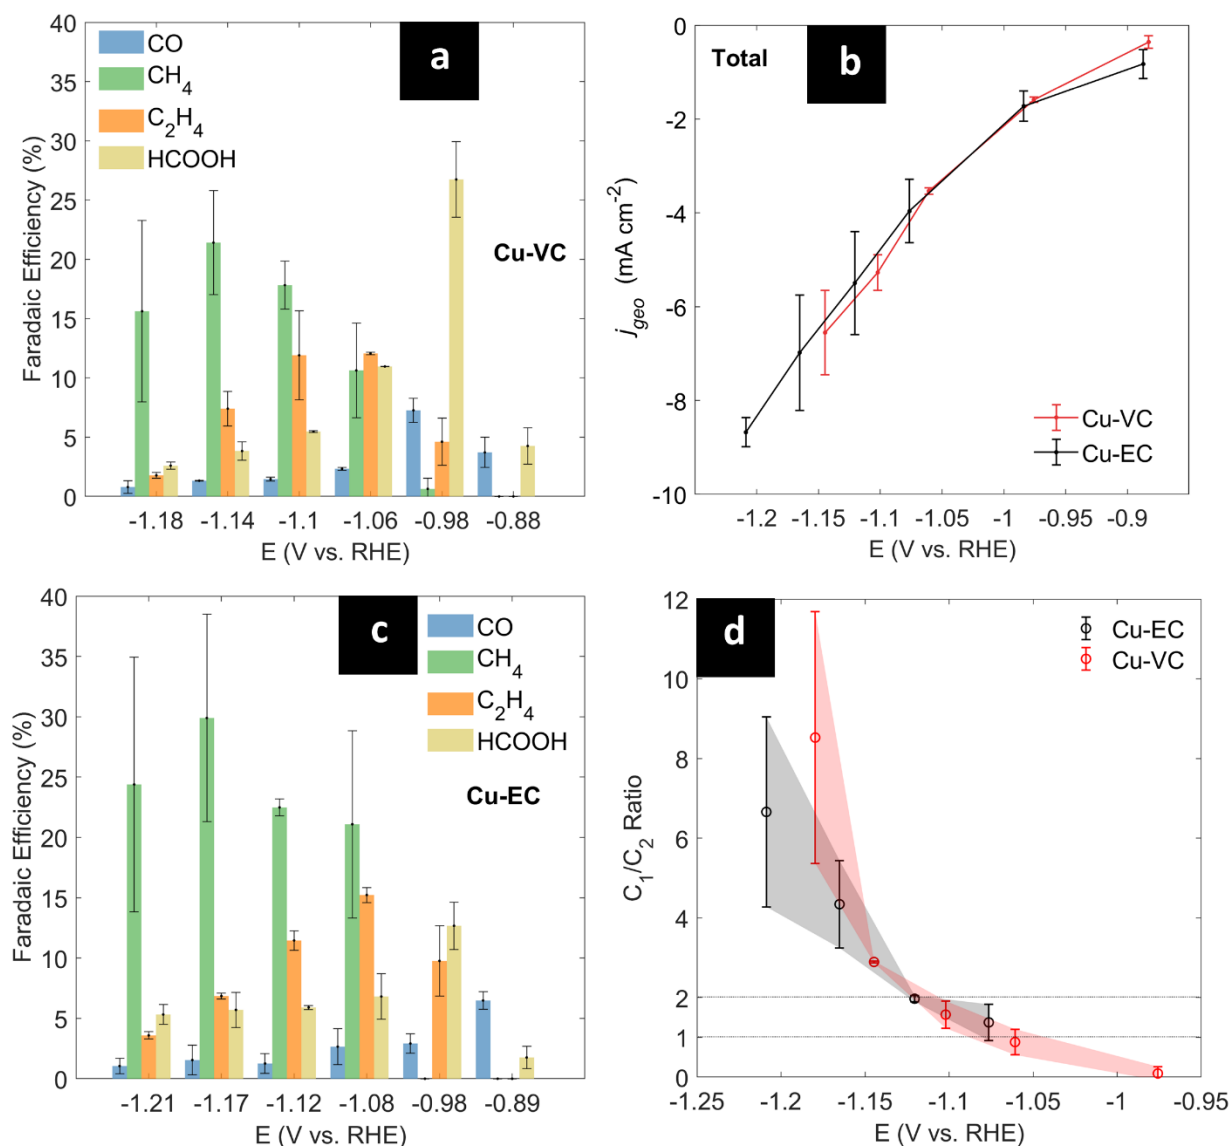 a
CO
CH4
C2H4
HCOOH
Cu-VC
Faradaic Efficiency (%)
40
35
30
25
20
15
10
5
0
-1.18 -1.14 -1.1 -1.06 -0.98 -0.88
E (V vs. RHE)
b
Total
jgeo (mA cm-2)
-0
-2
-4
-6
-8
-10
Cu-VC
Cu-EC
-1.2 -1.15 -1.1 -1.05 -1 -0.95 -0.9
E (V vs. RHE)
c
CO
CH4
C2H4
HCOOH
Cu-EC
Faradaic Efficiency (%)
40
35
30
25
20
15
10
5
0
-1.21 -1.17 -1.12 -1.08 -0.98 -0.89
E (V vs. RHE)
d
Cu-EC
Cu-VC
C1/C2 Ratio
12
10
8
6
4
2
1
0
-1.25 -1.2 -1.15 -1.1 -1.05 -1 -0.95
E (V vs. RHE)